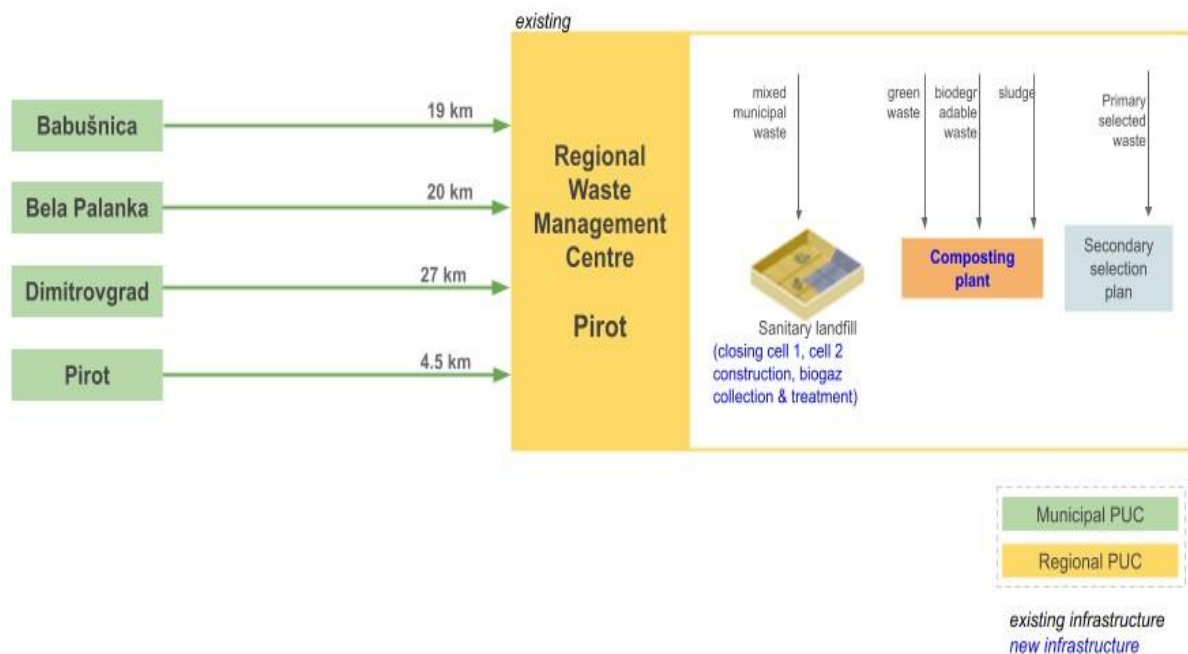 existing
Babušnica
19 km
Bela Palanka
20 km
Dimitrovgrad
27 km
Pirot
4.5 km
Regional
Waste
Management
Centre
Pirot
mixed
municipal
waste
green
waste
biodegr
adable
waste
sludge
Primary
selected
waste
Sanitary landfill
(closing cell 1, cell 2
construction, biogaz
collection & treatment)
Composting
plant
Secondary
selection
plan
Municipal PUC
Regional PUC
existing infrastructure
new infrastructure